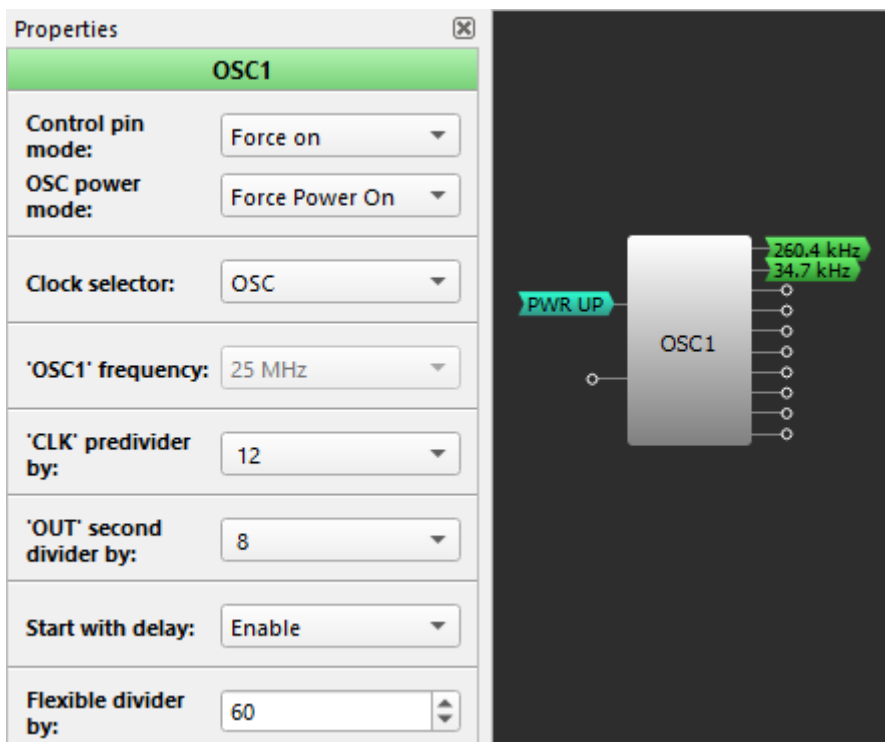 Properties
OSC1
Control pin
mode:
Force on
OSC power
mode:
Force Power On
Clock selector:
OSC
'OSC1' frequency:
25 MHz
'CLK' predivider
by:
12
'OUT' second
divider by:
8
Start with delay:
Enable
Flexible divider
by:
60
260.4 kHz
34.7 kHz
PWR UP
OSC1